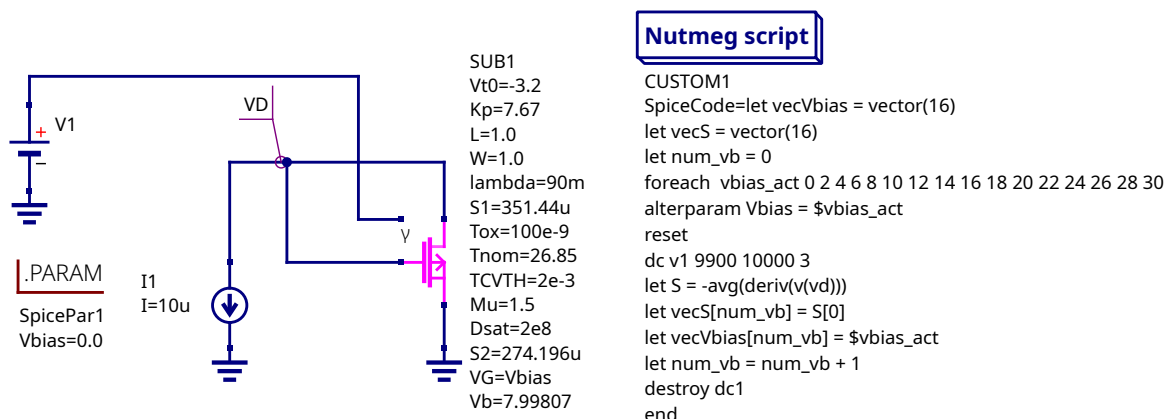 V1
+
−
VD
.PARAM
SpicePar1
Vbias=0.0
I1
I=10u
γ
SUB1
Vt0=-3.2
Kp=7.67
L=1.0
W=1.0
lambda=90m
S1=351.44u
Tox=100e-9
Tnom=26.85
TCVTH=2e-3
Mu=1.5
Dsat=2e8
S2=274.196u
VG=Vbias
Vb=7.99807
Nutmeg script
CUSTOM1
SpiceCode=let vecVbias = vector(16)
let vecS = vector(16)
let num_vb = 0
foreach  vbias_act 0 2 4 6 8 10 12 14 16 18 20 22 24 26 28 30
alterparam Vbias = $vbias_act
reset
dc v1 9900 10000 3
let S = -avg(deriv(v(vd)))
let vecS[num_vb] = S[0]
let vecVbias[num_vb] = $vbias_act
let num_vb = num_vb + 1
destroy dc1
end